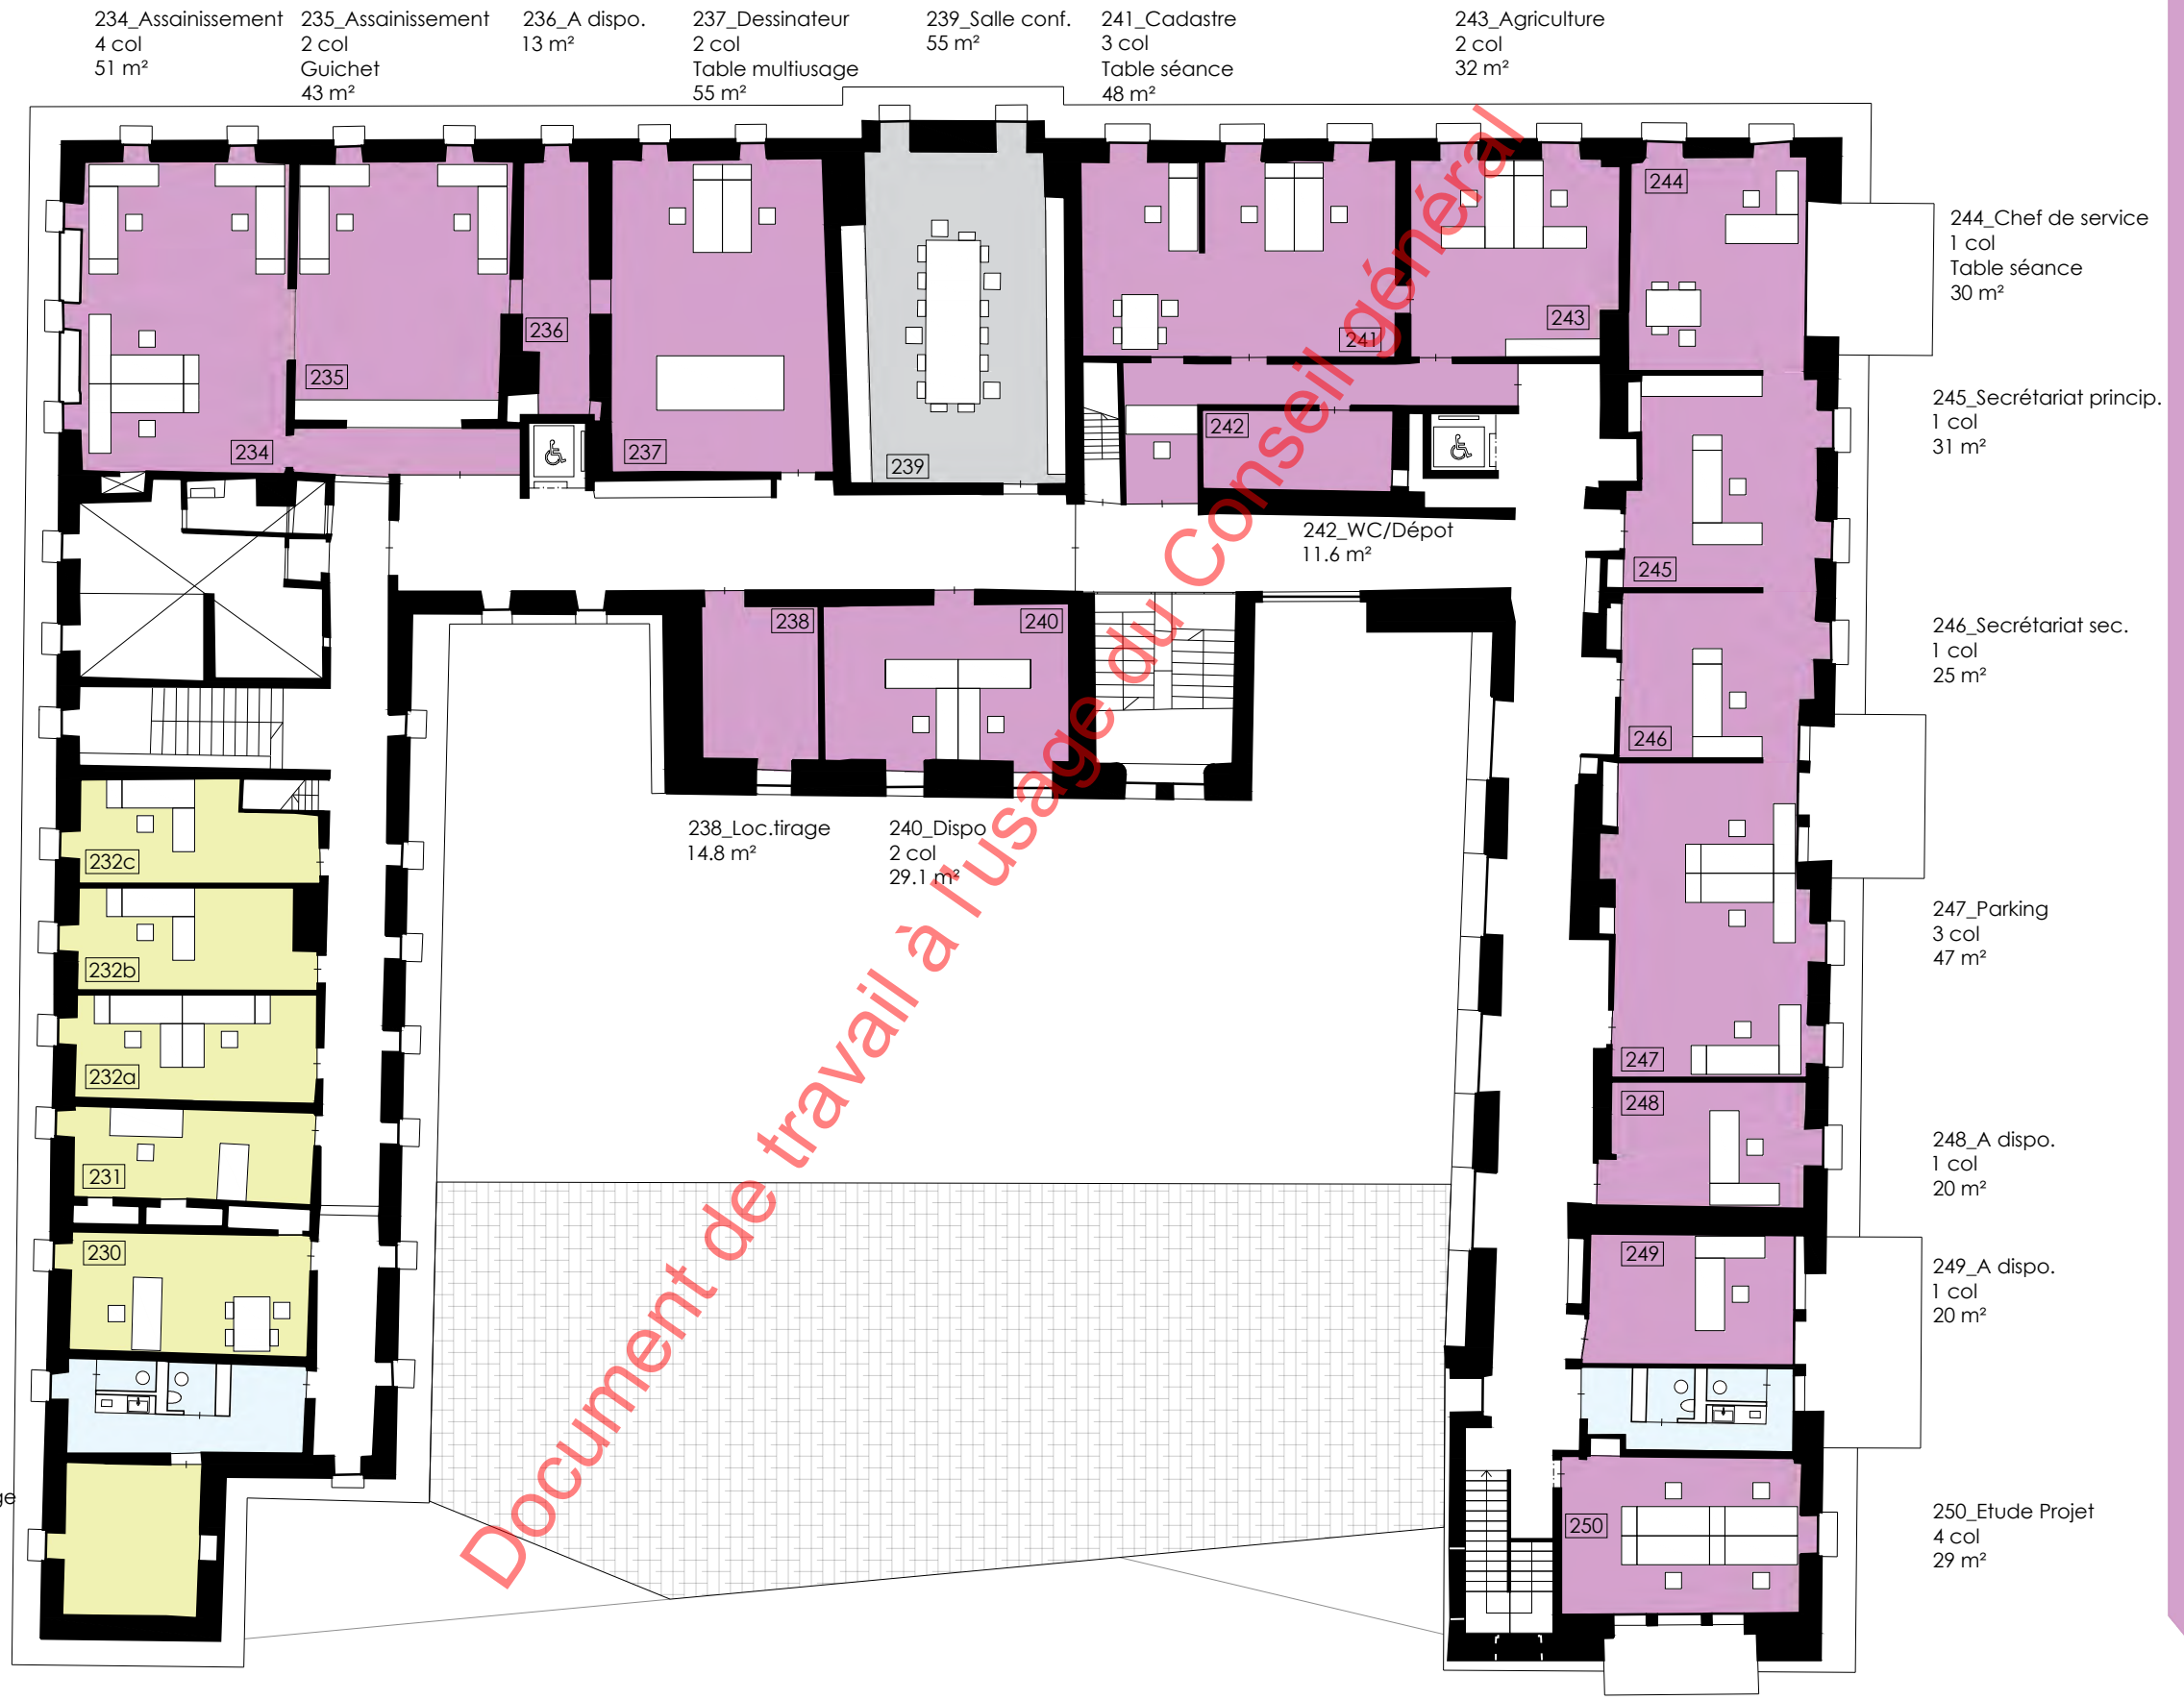 234_Assainissement
4 col
51 m²
235_Assainissement
2 col
Guichet
43 m²
236_A dispo.
13 m²
237_Dessinateur
2 col
Table multiusage
55 m²
239_Salle conf.
55 m²
241_Cadastre
3 col
Table séance
48 m²
243_Agriculture
2 col
32 m²
244_Chef de service
1 col
Table séance
30 m²
245_Secrétariat princip.
1 col
31 m²
246_Secrétariat sec.
1 col
25 m²
247_Parking
3 col
47 m²
248_A dispo.
1 col
20 m²
249_A dispo.
1 col
20 m²
250_Etude Projet
4 col
29 m²
242_WC/Dépot
11.6 m²
238_Loc.tirage
14.8 m²
240_Dispo
2 col
29.1 m²
234
235
236
237
239
241
243
244
242
245
238
240
246
232c
232b
232a
231
230
247
248
249
250
ge
Document de travail à l'usage du Conseil général